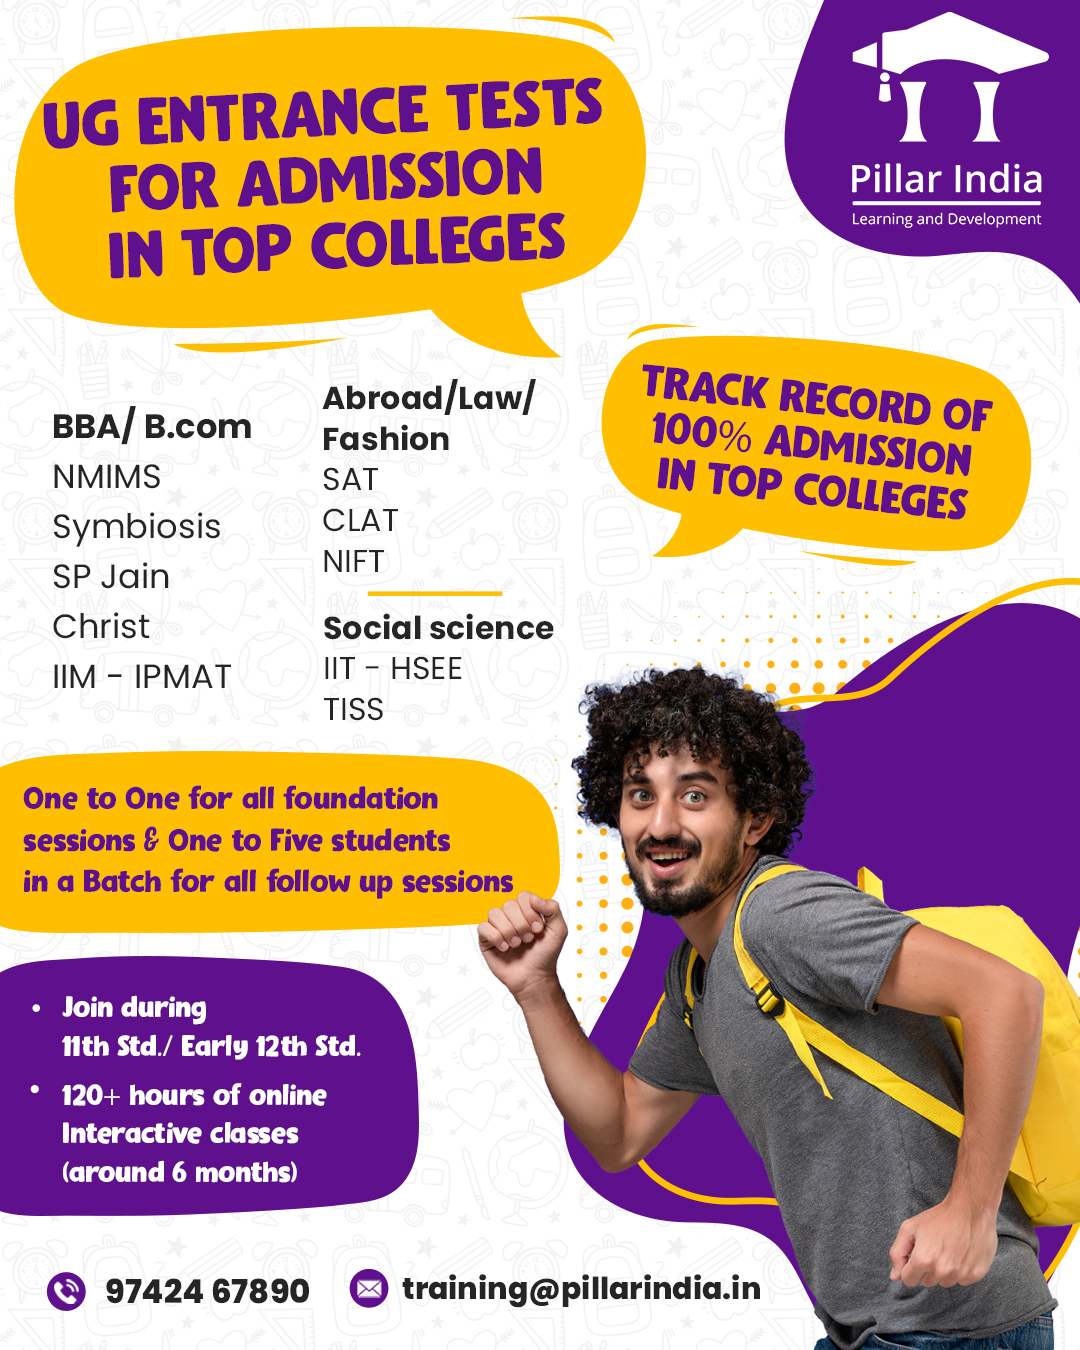 UG ENTRANCE TESTS
FOR ADMISSION
IN TOP COLLEGES
Pillar India
Learning and Development
TRACK RECORD OF
100% ADMISSION
IN TOP COLLEGES
BBA/ B.com
NMIMS
Symbiosis
SP Jain
Christ
IIM - IPMAT
Abroad/Law/
Fashion
SAT
CLAT
NIFT
Social science
IIT - HSEE
TISS
One to One for all foundation
sessions & One to Five students
in a Batch for all follow up sessions
• Join during
11th Std./ Early 12th Std.
• 120+ hours of online
Interactive classes
(around 6 months)
97424 67890
training@pillarindia.in